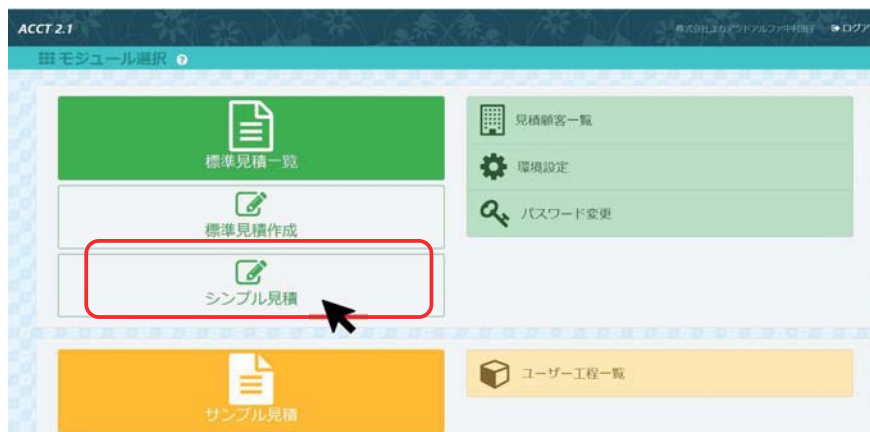 ACCT 2.1
ログア
モジュール選択 ?
標準見積一覧
標準見積作成
シンプル見積
見積顧客一覧
環境設定
パスワード変更
サンプル見積
ユーザー工程一覧